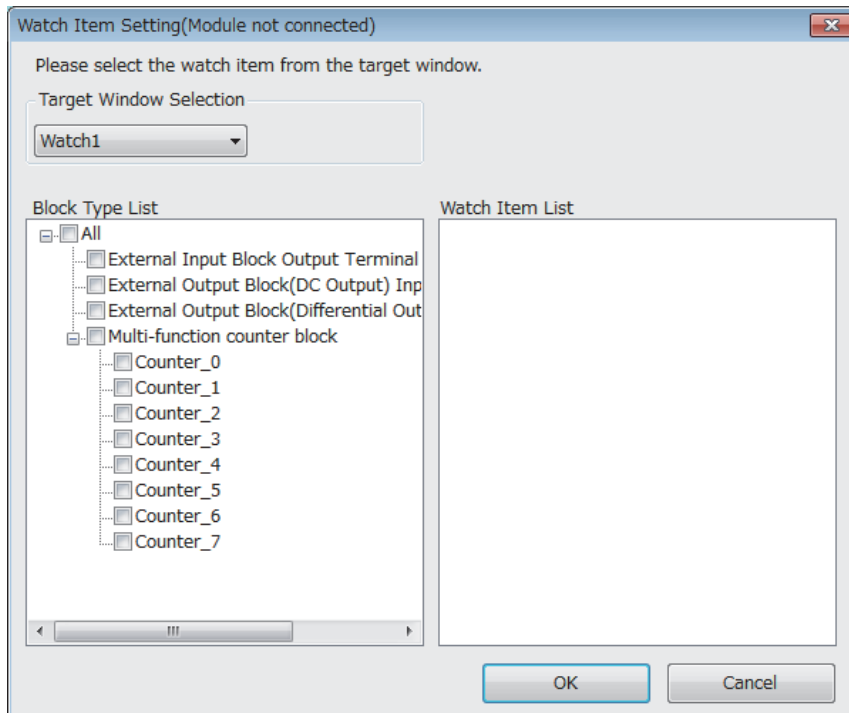 Watch Item Setting(Module not connected)
Please select the watch item from the target window.
Target Window Selection
Watch1
Block Type List
Watch Item List
All
External Input Block Output Terminal
External Output Block(DC Output) Inp
External Output Block(Differential Out
Multi-function counter block
Counter_0
Counter_1
Counter_2
Counter_3
Counter_4
Counter_5
Counter_6
Counter_7
OK
Cancel